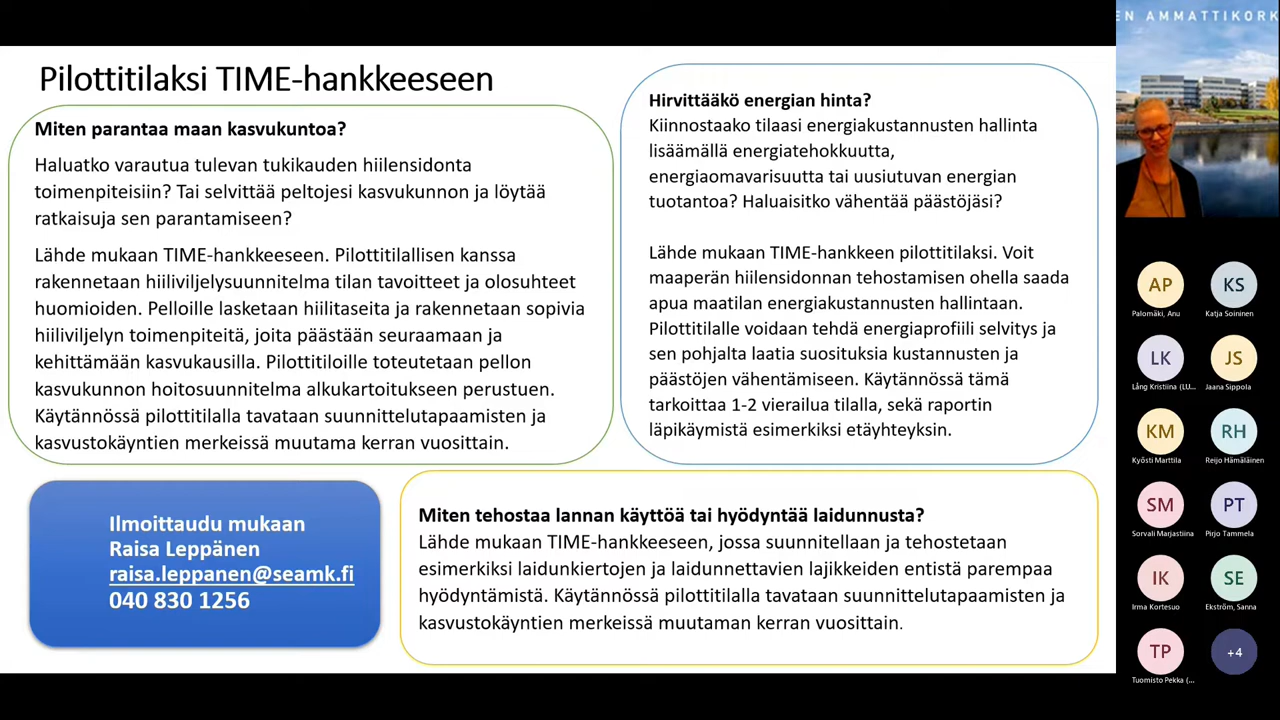 Pilottitilaksi TIME-hankkeeseen
Miten parantaa maan kasvukuntoa?
Haluatko varautua tulevan tukikauden hiilensidonta
toimenpiteisiin? Tai selvittää peltojesi kasvukunnon ja löytää
ratkaisuja sen parantamiseen?
Lähde mukaan TIME-hankkeeseen. Pilottitilallisen kanssa
rakennetaan hiiliviljelysuunnitelma tilan tavoitteet ja olosuhteet
huomioiden. Pelloille lasketaan hiilitaseita ja rakennetaan sopivia
hiiliviljelyn toimenpiteitä, joita päästään seuraamaan ja
kehittämään kasvukausilla. Pilottitiloille toteutetaan pellon
kasvukunnon hoitosuunnitelma alkukartoitukseen perustuen.
Käytännössä pilottitilalla tavataan suunnittelutapaamisten ja
kasvustokäyntien merkeissä muutama kerran vuosittain.
Hirvittääkö energian hinta?
Kiinnostaako tilaasi energiakustannusten hallinta
lisäämällä energiatehokkuutta,
energiaomavarisuutta tai uusiutuvan energian
tuotantoa? Haluaisitko vähentää päästöjäsi?
Lähde mukaan TIME-hankkeen pilottitilaksi. Voit
maaperän hiilensidonnan tehostamisen ohella saada
apua maatilan energiakustannusten hallintaan.
Pilottitilalle voidaan tehdä energiaprofiili selvitys ja
sen pohjalta laatia suosituksia kustannusten ja
päästöjen vähentämiseen. Käytännössä tämä
tarkoittaa 1-2 vierailua tilalla, sekä raportin
läpikäymistä esimerkiksi etäyhteyksin.
Ilmoittaudu mukaan
Raisa Leppänen
raisa.leppanen@seamk.fi
040 830 1256
Miten tehostaa lannan käyttöä tai hyödyntää laidunnusta?
Lähde mukaan TIME-hankkeeseen, jossa suunnitellaan ja tehostetaan
esimerkiksi laidunkiertojen ja laidunnettavien lajikkeiden entistä parempaa
hyödyntämistä. Käytännössä pilottitilalla tavataan suunnittelutapaamisten ja
kasvustokäyntien merkeissä muutaman kerran vuosittain.
EN AMMATTIKORK
AP
KS
Palomäki, Anu
Katja Soininen
LK
JS
Lång Kristiina (LU...
Jaana Sippola
KM
RH
Kyösti Marttila
Reijo Hämäläinen
SM
PT
Sorvali Marjastiina
Pirjo Tammela
IK
SE
Irma Kortesuo
Ekström, Sanna
TP
+4
Tuomisto Pekka (...